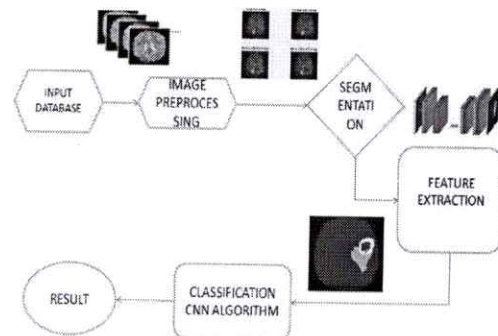 INPUT
DATABASE
IMAGE
PREPROCES
SING
SEGM
ENTATI
ON
FEATURE
EXTRACTION
CLASSIFICATION
CNN ALGORITHM
RESULT